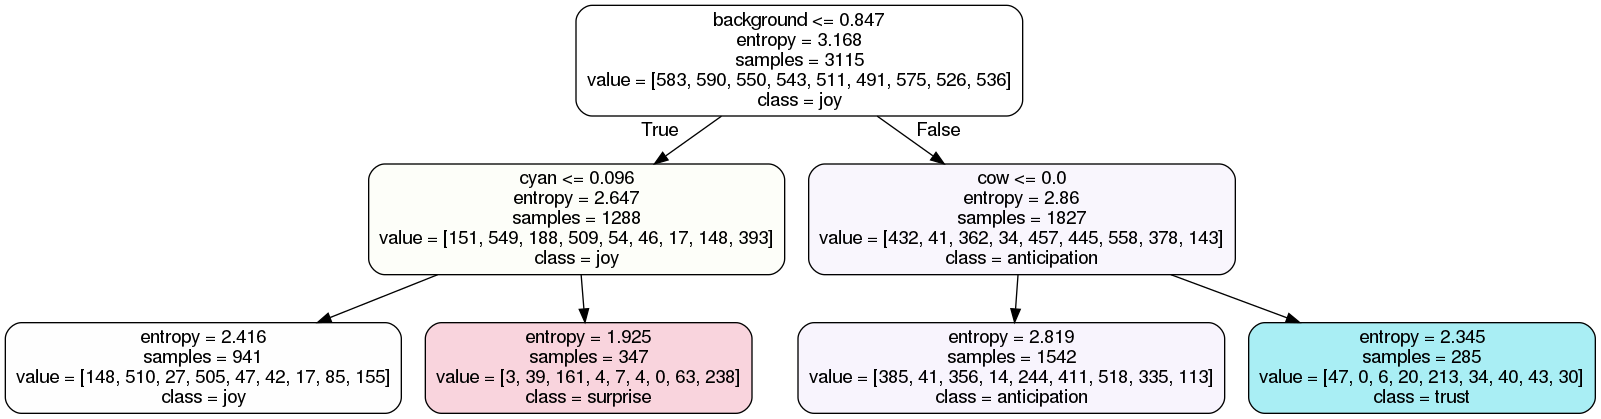 background <= 0.847
entropy = 3.168
samples = 3115
value = [583, 590, 550, 543, 511, 491, 575, 526, 536]
class = joy
True
False
cyan <= 0.096
entropy = 2.647
samples = 1288
value = [151, 549, 188, 509, 54, 46, 17, 148, 393]
class = joy
cow <= 0.0
entropy = 2.86
samples = 1827
value = [432, 41, 362, 34, 457, 445, 558, 378, 143]
class = anticipation
entropy = 2.416
samples = 941
value = [148, 510, 27, 505, 47, 42, 17, 85, 155]
class = joy
entropy = 1.925
samples = 347
value = [3, 39, 161, 4, 7, 4, 0, 63, 238]
class = surprise
entropy = 2.819
samples = 1542
value = [385, 41, 356, 14, 244, 411, 518, 335, 113]
class = anticipation
entropy = 2.345
samples = 285
value = [47, 0, 6, 20, 213, 34, 40, 43, 30]
class = trust